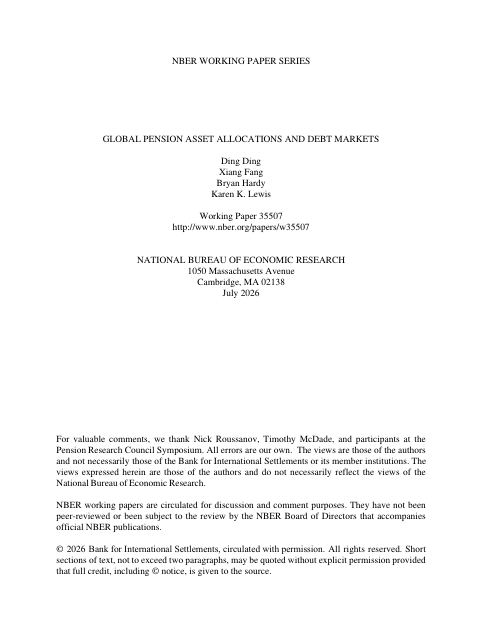 NBER WORKING PAPER SERIES
GLOBAL PENSION ASSET ALLOCATIONS AND DEBT MARKETS
Ding Ding
Xiang Fang
Bryan Hardy
Karen K. Lewis
Working Paper 35507
http://www.nber.org/papers/w35507
NATIONAL BUREAU OF ECONOMIC RESEARCH
1050 Massachusetts Avenue
Cambridge, MA 02138
July 2026
For valuable comments, we thank Nick Roussanov, Timothy McDade, and participants at the
Pension Research Council Symposium. All errors are our own. The views are those of the authors
and not necessarily those of the Bank for International Settlements or its member institutions. The
views expressed herein are those of the authors and do not necessarily reflect the views of the
National Bureau of Economic Research.
NBER working papers are circulated for discussion and comment purposes. They have not been
peer-reviewed or been subject to the review by the NBER Board of Directors that accompanies
official NBER publications.
© 2026 Bank for International Settlements, circulated with permission. All rights reserved. Short
sections of text, not to exceed two paragraphs, may be quoted without explicit permission provided
that full credit, including © notice, is given to the source.